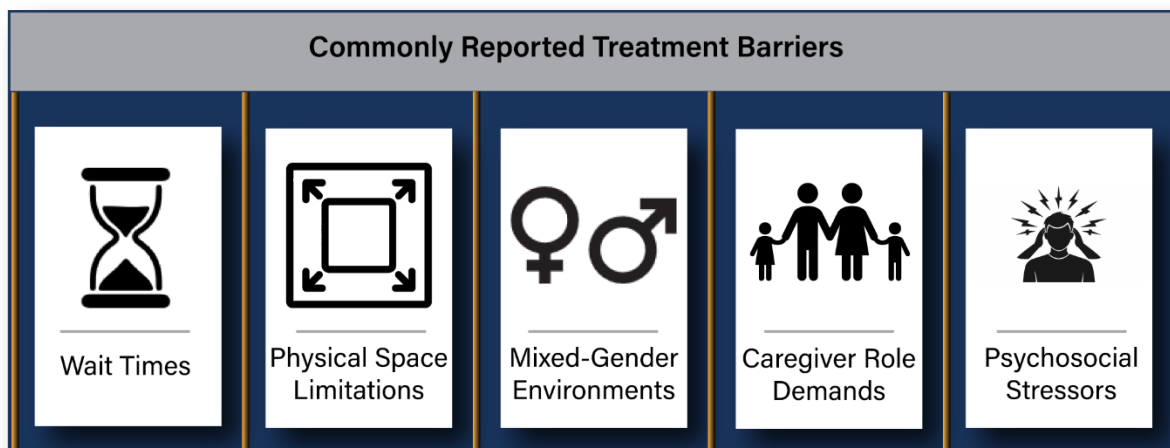 Commonly Reported Treatment Barriers
Wait Times
Physical Space
Limitations
Mixed-Gender
Environments
Caregiver Role
Demands
Psychosocial
Stressors